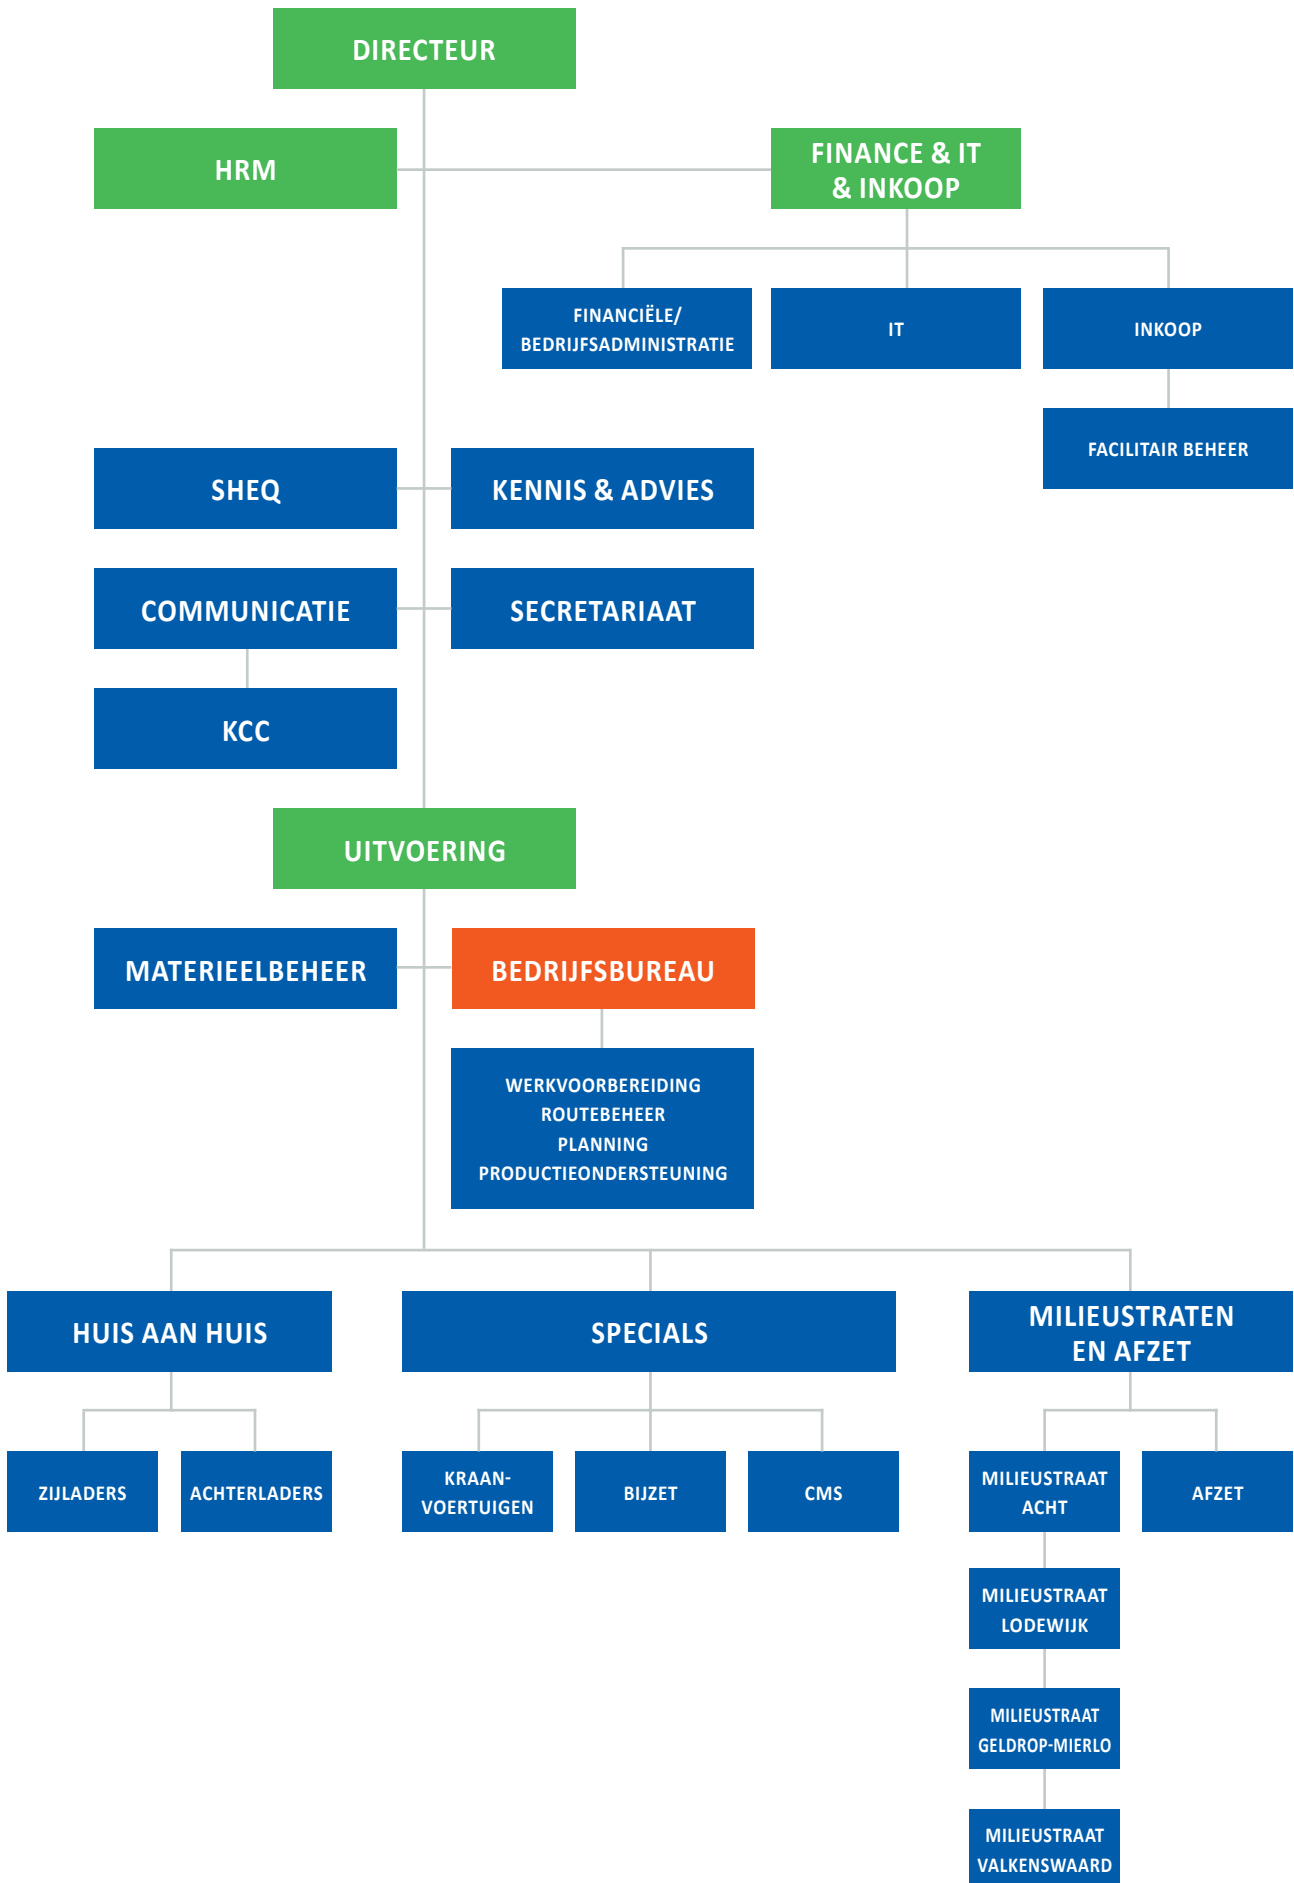 DIRECTEUR
HRM
FINANCE & IT
& INKOOP
FINANCIËLE/
BEDRIJFSADMINISTRATIE
IT
INKOOP
FACILITAIR BEHEER
SHEQ
KENNIS & ADVIES
COMMUNICATIE
SECRETARIAAT
KCC
UITVOERING
MATERIEELBEHEER
BEDRIJFSBUREAU
WERKVOORBEREIDING
ROUTEBEHEER
PLANNING
PRODUCTIEONDERSTEUNING
HUIS AAN HUIS
SPECIALS
MILIEUSTRATEN
EN AFZET
ZIJLADERS
ACHTERLADERS
KRAAN-
VOERTUIGEN
BIJZET
CMS
MILIEUSTRAAT
ACHT
AFZET
MILIEUSTRAAT
LODEWIJK
MILIEUSTRAAT
GELDROP-MIERLO
MILIEUSTRAAT
VALKENSWAARD